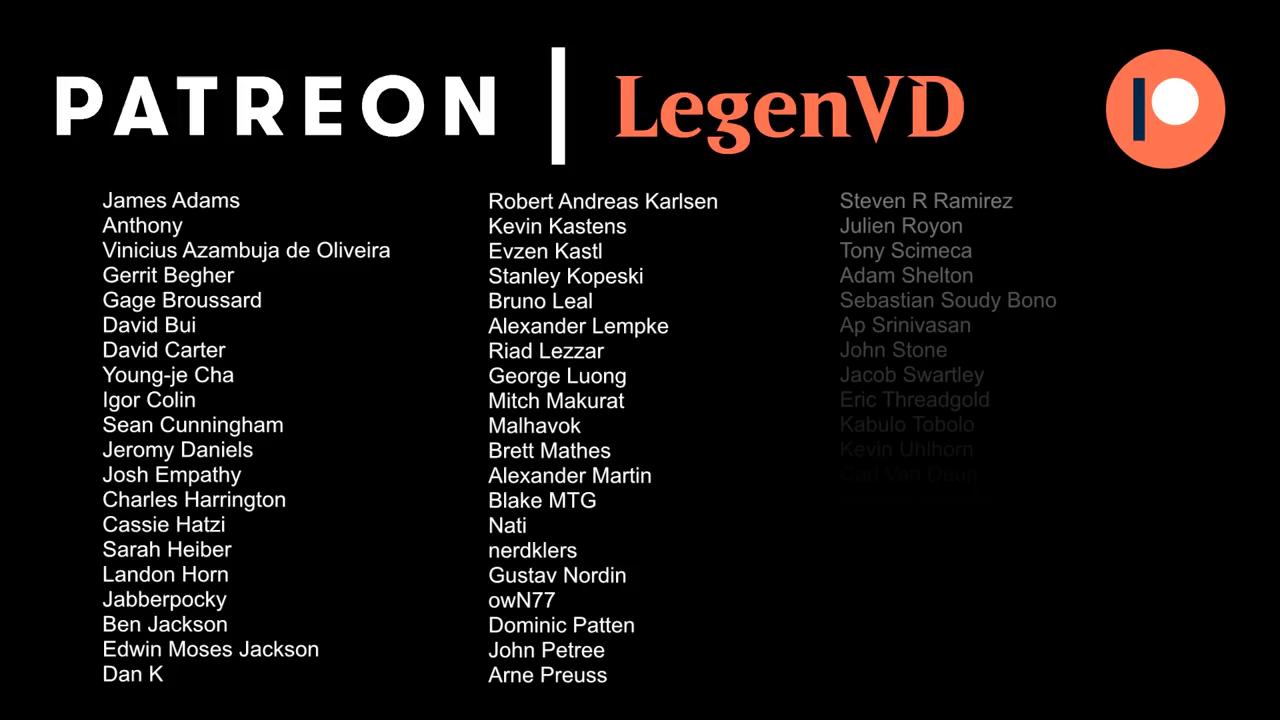 PATREON | LegenVD
James Adams
Anthony
Vinicius Azambuja de Oliveira
Gerrit Begher
Gage Broussard
David Bui
David Carter
Young-je Cha
Igor Colin
Sean Cunningham
Jeromy Daniels
Josh Empathy
Charles Harrington
Cassie Hatzi
Sarah Heiber
Landon Horn
Jabberpocky
Ben Jackson
Edwin Moses Jackson
Dan K
Robert Andreas Karlsen
Kevin Kastens
Evzen Kastl
Stanley Kopeski
Bruno Leal
Alexander Lempke
Riad Lezzar
George Luong
Mitch Makurat
Malhavok
Brett Mathes
Alexander Martin
Blake MTG
Nati
nerdklers
Gustav Nordin
owN77
Dominic Patten
John Petree
Arne Preuss
Steven R Ramirez
Julien Royon
Tony Scimeca
Adam Shelton
Sebastian Soudy Bono
Ap Srinivasan
John Stone
Jacob Swartley
Eric Threadgold
Kabulo Tobolo
Kevin Uhlhorn
Carl Van Deun